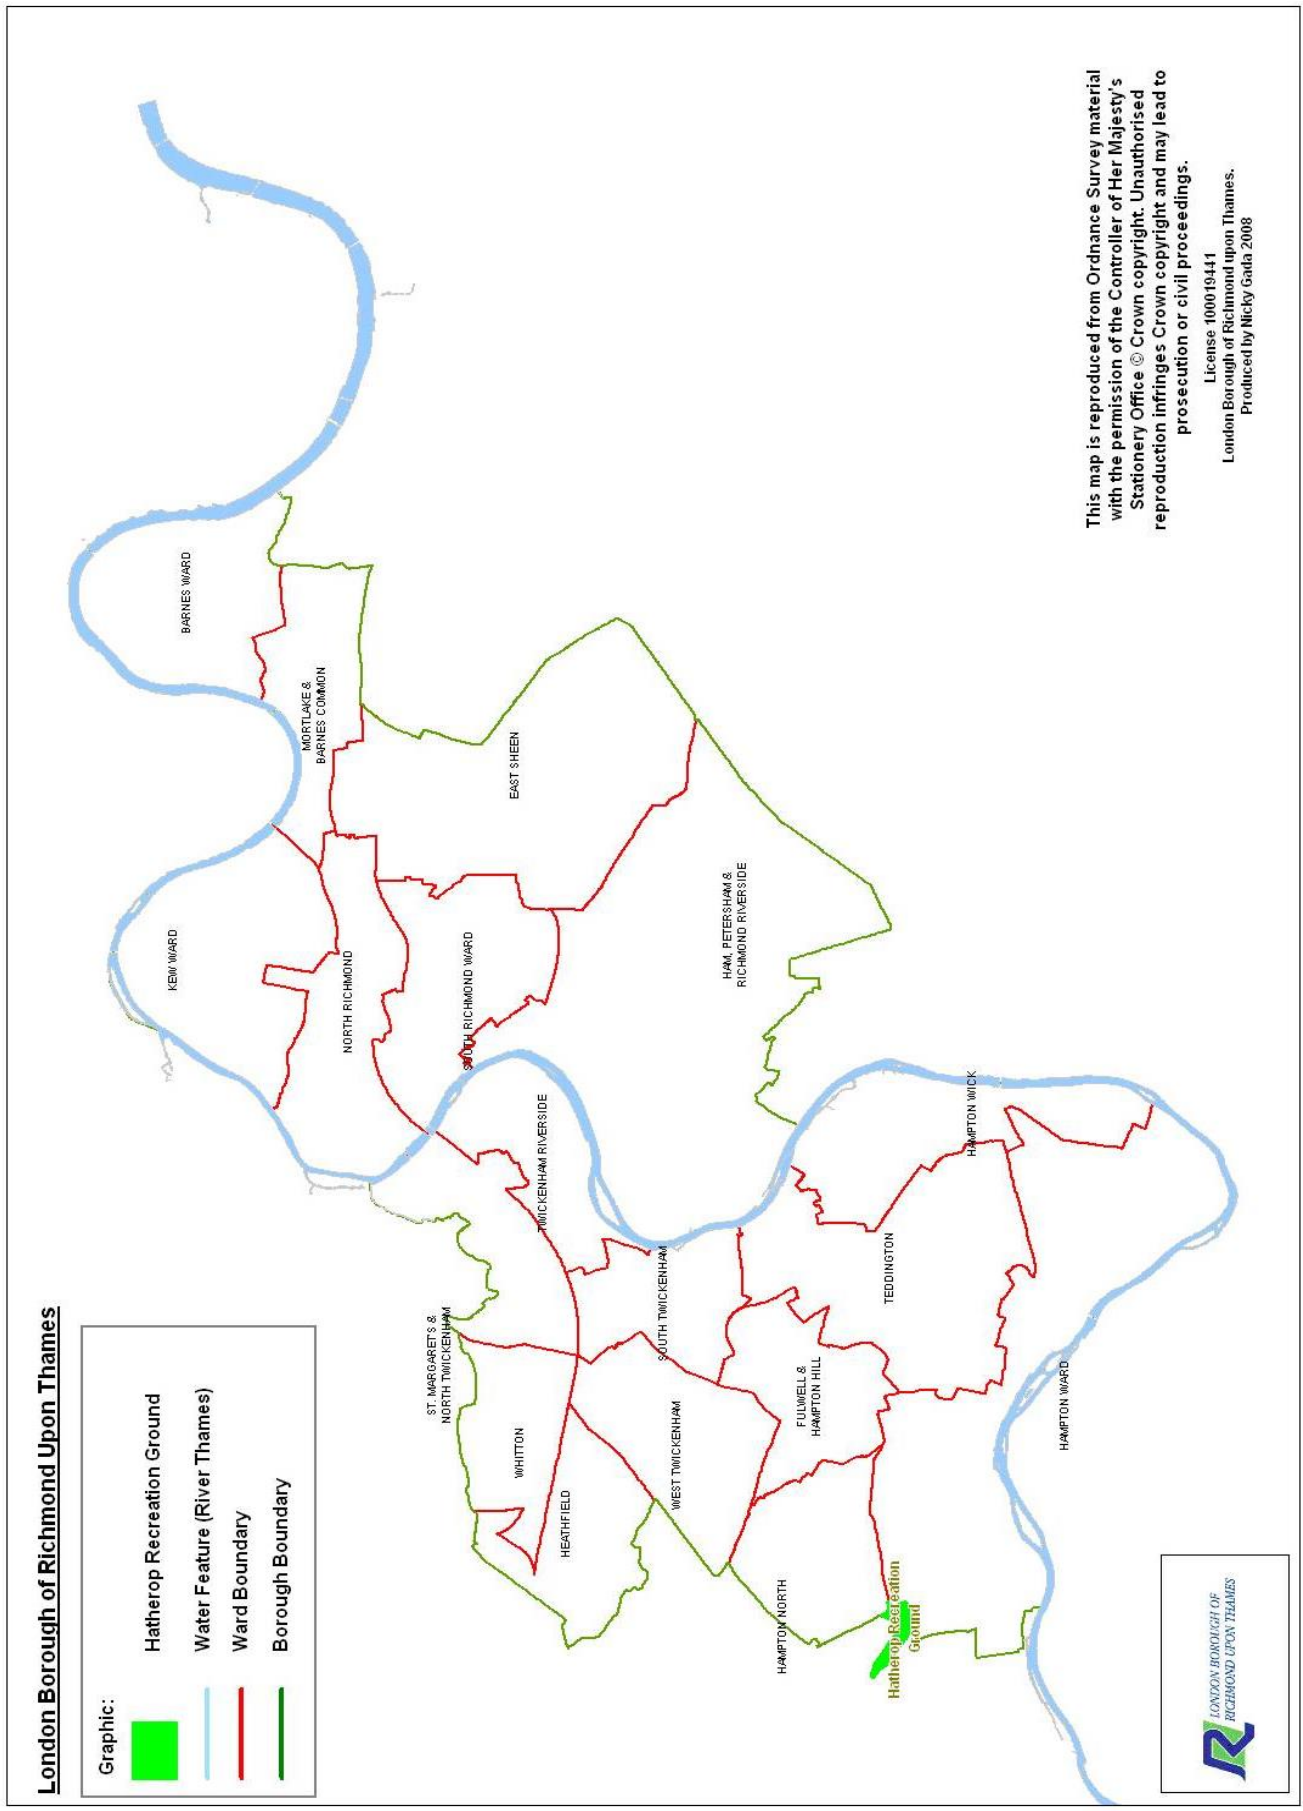 London Borough of Richmond Upon Thames
Graphic:
Hatherop Recreation Ground
Water Feature (River Thames)
Ward Boundary
Borough Boundary
BARNES WARD
MORTLAKE &
BARNES COMMON
KEW WARD
EAST SHEEN
NORTH RICHMOND
SOUTH RICHMOND WARD
HAM, PETERSHAM &
RICHMOND RIVERSIDE
TWICKENHAM RIVERSIDE
ST. MARGARET'S &
NORTH TWICKENHAM
SOUTH TWICKENHAM
WHITTON
HEATHFIELD
WEST TWICKENHAM
FULWELL &
HAMPTON HILL
TEDDINGTON
HAMPTON WICK
HAMPTON NORTH
HAMPTON WARD
Hatherop Recreation
Ground
This map is reproduced from Ordnance Survey material
with the permission of the Controller of Her Majesty's
Stationery Office © Crown copyright. Unauthorised
reproduction infringes Crown copyright and may lead to
prosecution or civil proceedings.
License 100019441
London Borough of Richmond upon Thames.
Produced by Nicky Gada 2008
LONDON BOROUGH OF
RICHMOND UPON THAMES